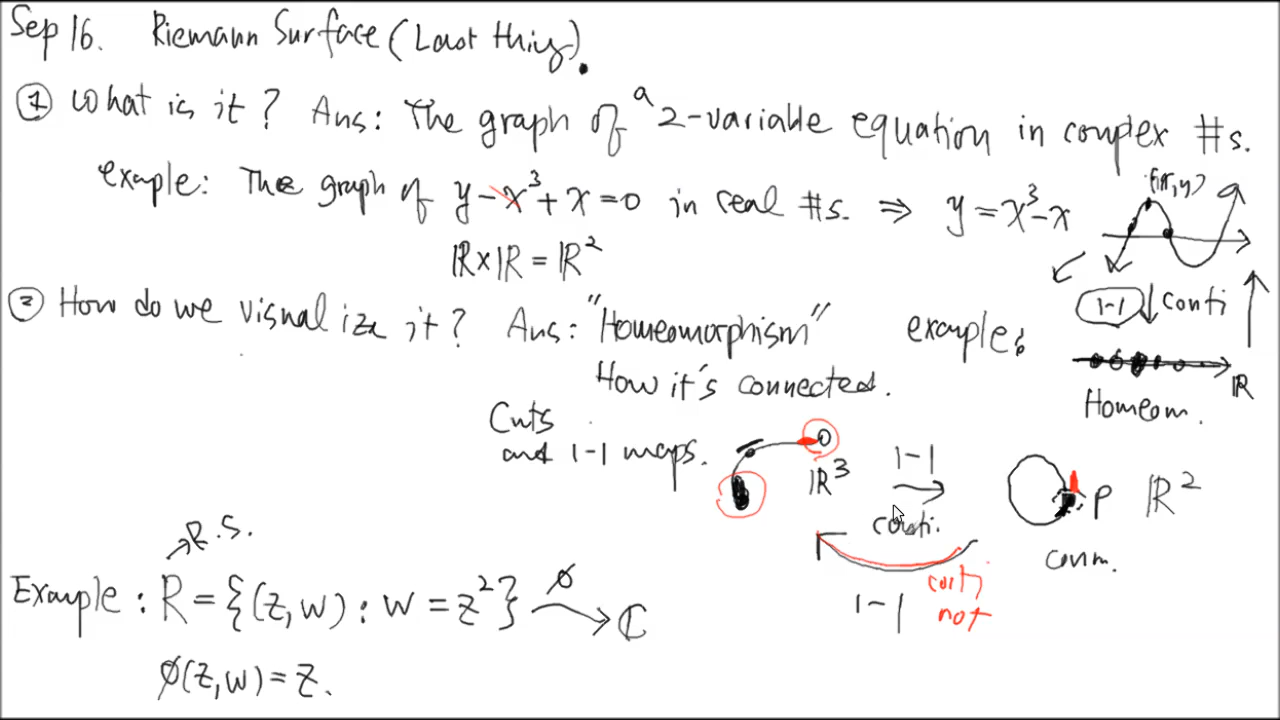 Sep 16. Riemann Surface (Last thing).
① What is it? Ans: The graph of a 2-variable equation in complex #s.
exaple: The graph of y - x³ + x = 0 in real #s. ⇒ y = x³ - x
(x, y)
ℝ × ℝ = ℝ²
1-1 ↓ conti
② How do we visualize it? Ans: "Homeomorphism" example:
ℝ
How it's connected.
Homeom.
Cuts
and 1-1 maps.
ℝ³
1-1 →
conti.
P ℝ²
conn.
1-1
conti
not
→ R.S.
Example: R = {(z, w) : w = z²} ϕ → ℂ
ϕ(z, w) = z.